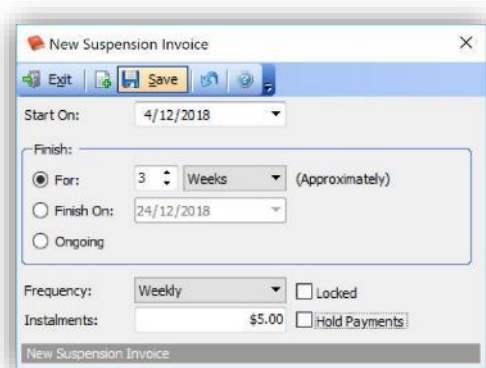 New Suspension Invoice
Exit Save
Start On: 4/12/2018
Finish:
For: 3 Weeks (Approximately)
Finish On: 24/12/2018
Ongoing
Frequency: Weekly Locked
Instalments: $5.00 Hold Payments
New Suspension Invoice